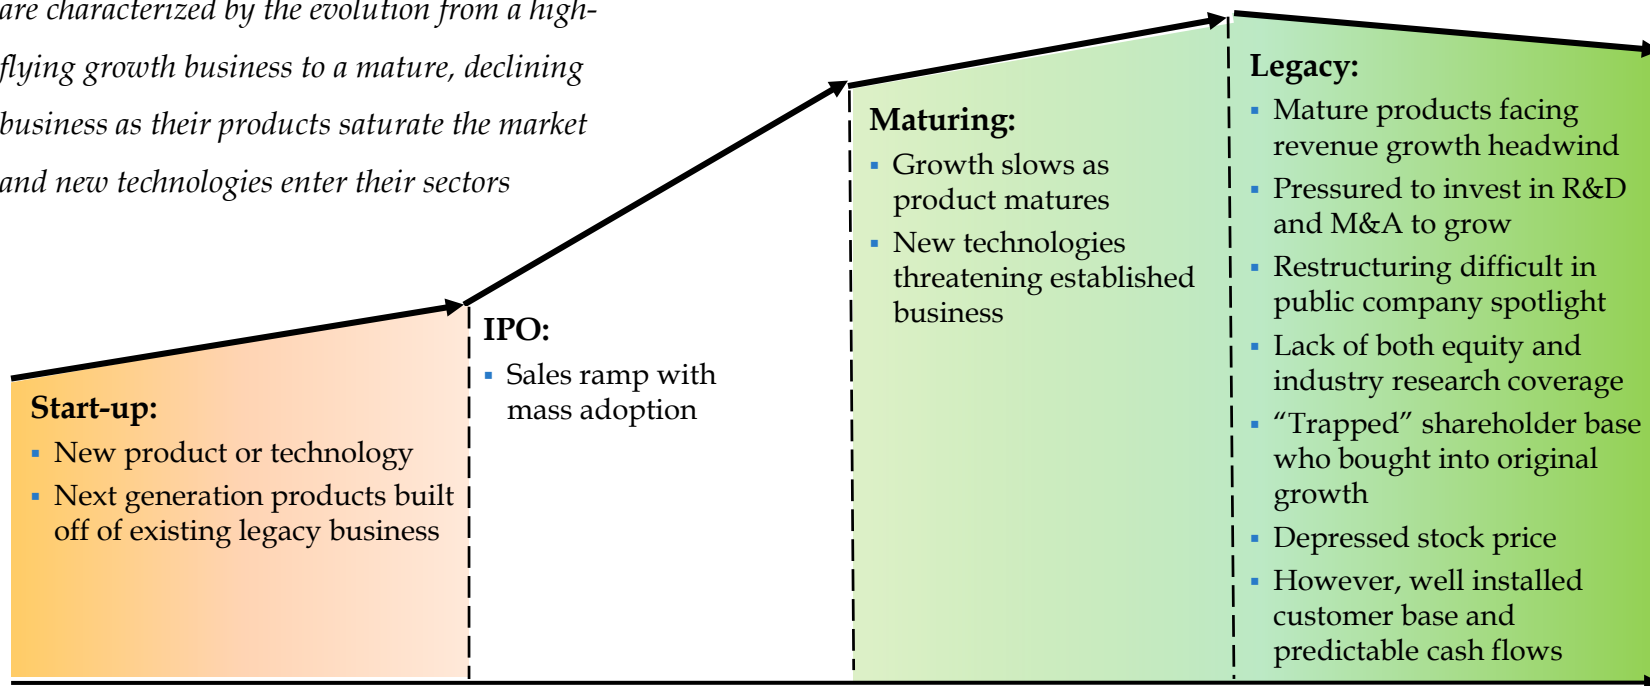 are characterized by the evolution from a high-
flying growth business to a mature, declining
business as their products saturate the market
and new technologies enter their sectors
Start-up:
▪ New product or technology
▪ Next generation products built
off of existing legacy business
IPO:
▪ Sales ramp with
mass adoption
Maturing:
▪ Growth slows as
product matures
▪ New technologies
threatening established
business
Legacy:
▪ Mature products facing
revenue growth headwind
▪ Pressured to invest in R&D
and M&A to grow
▪ Restructuring difficult in
public company spotlight
▪ Lack of both equity and
industry research coverage
▪ “Trapped” shareholder base
who bought into original
growth
▪ Depressed stock price
▪ However, well installed
customer base and
predictable cash flows